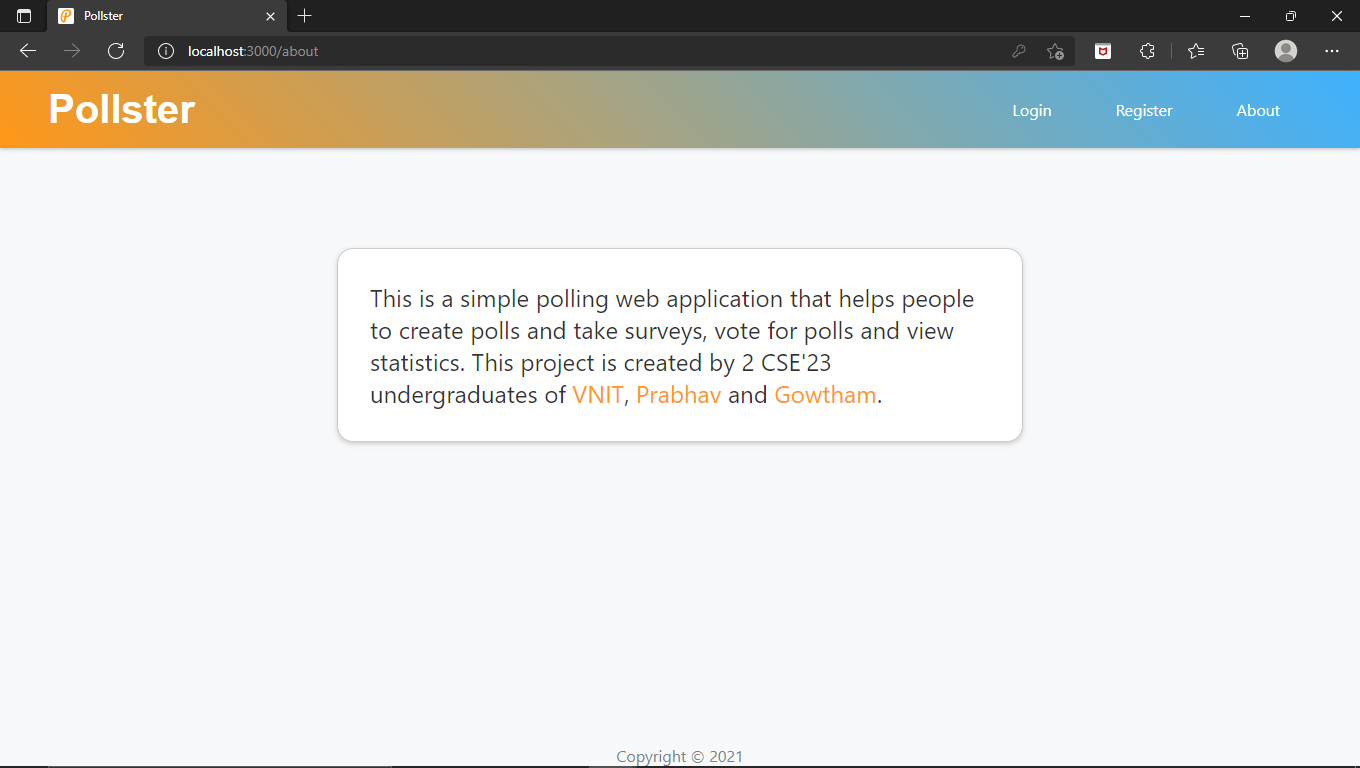 Pollster
localhost:3000/about
Pollster
Login Register About
This is a simple polling web application that helps people
to create polls and take surveys, vote for polls and view
statistics. This project is created by 2 CSE'23
undergraduates of VNIT, Prabhav and Gowtham.
Copyright © 2021